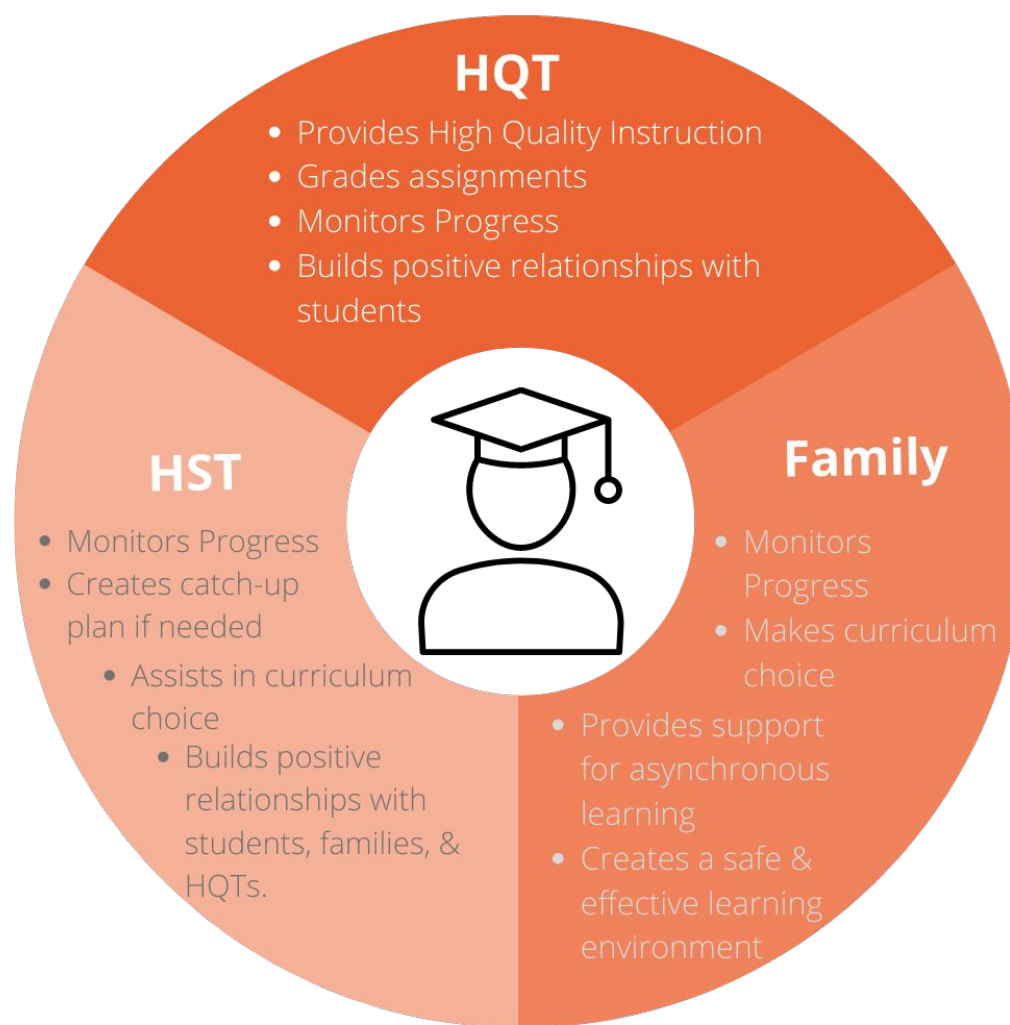 HQT
• Provides High Quality Instruction
• Grades assignments
• Monitors Progress
• Builds positive relationships with
students
HST
• Monitors Progress
• Creates catch-up
plan if needed
• Assists in curriculum
choice
• Builds positive
relationships with
students, families, &
HQTs.
Family
• Monitors
Progress
• Makes curriculum
choice
• Provides support
for asynchronous
learning
• Creates a safe &
effective learning
environment